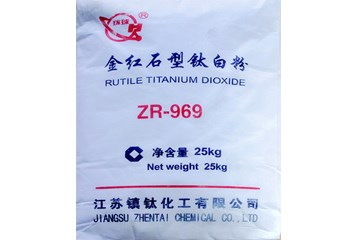 金红石型钛白粉
RUTILE TITANIUM DIOXIDE
ZR-969
净含量 25kg
Net weight 25kg
江苏镇钛化工有限公司
JIANGSU ZHENTAI CHEMICAL CO.,LTD